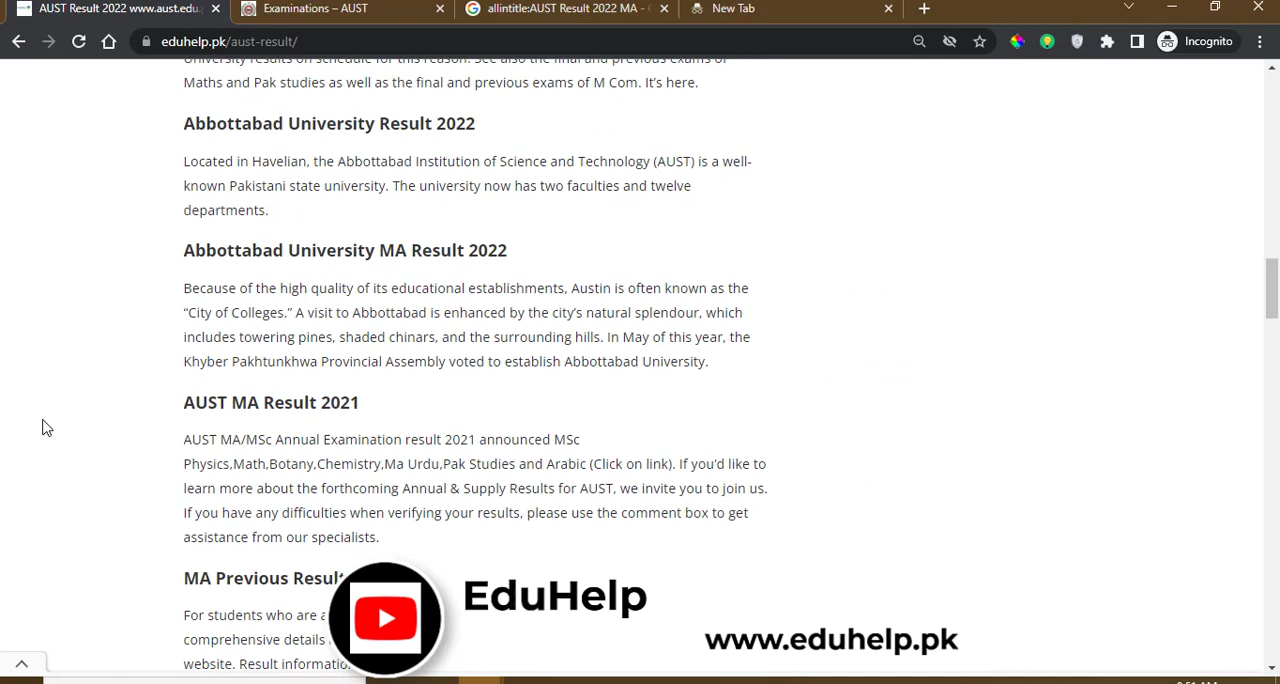 AUST Result 2022 www.aust.edu.
Examinations – AUST
allintitle:AUST Result 2022 MA -
New Tab
eduhelp.pk/aust-result/
Incognito
University results on schedule for this reason. See also the final and previous exams of
Maths and Pak studies as well as the final and previous exams of M Com. It’s here.
Abbottabad University Result 2022
Located in Havelian, the Abbottabad Institution of Science and Technology (AUST) is a well-
known Pakistani state university. The university now has two faculties and twelve
departments.
Abbottabad University MA Result 2022
Because of the high quality of its educational establishments, Austin is often known as the
“City of Colleges.” A visit to Abbottabad is enhanced by the city’s natural splendour, which
includes towering pines, shaded chinars, and the surrounding hills. In May of this year, the
Khyber Pakhtunkhwa Provincial Assembly voted to establish Abbottabad University.
AUST MA Result 2021
AUST MA/MSc Annual Examination result 2021 announced MSc
Physics,Math,Botany,Chemistry,Ma Urdu,Pak Studies and Arabic (Click on link). If you’d like to
learn more about the forthcoming Annual & Supply Results for AUST, we invite you to join us.
If you have any difficulties when verifying your results, please use the comment box to get
assistance from our specialists.
MA Previous Result
For students who are a
comprehensive details
website. Result information
EduHelp
www.eduhelp.pk